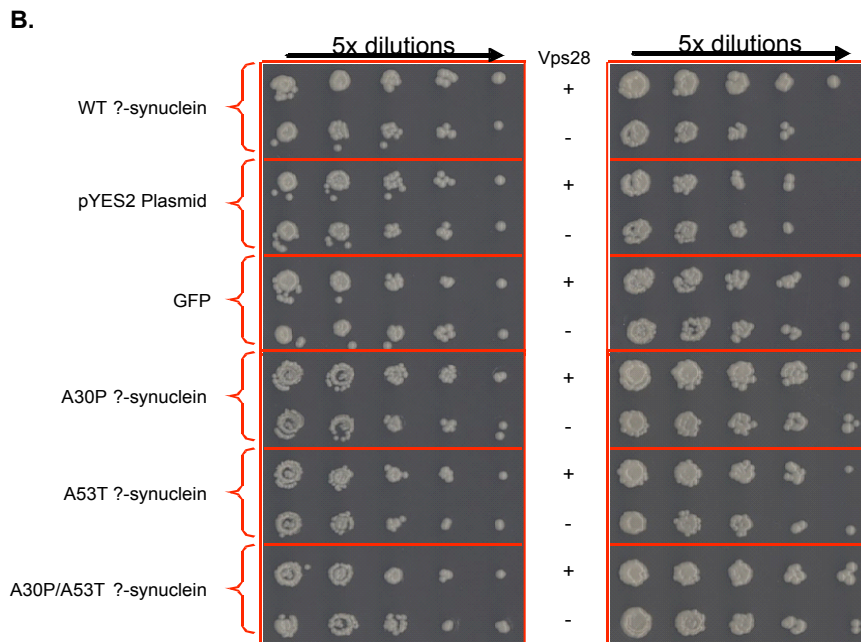 B.
5x dilutions
Vps28
5x dilutions
WT ?-synuclein
+
-
pYES2 Plasmid
+
-
GFP
+
-
A30P ?-synuclein
+
-
A53T ?-synuclein
+
-
A30P/A53T ?-synuclein
+
-